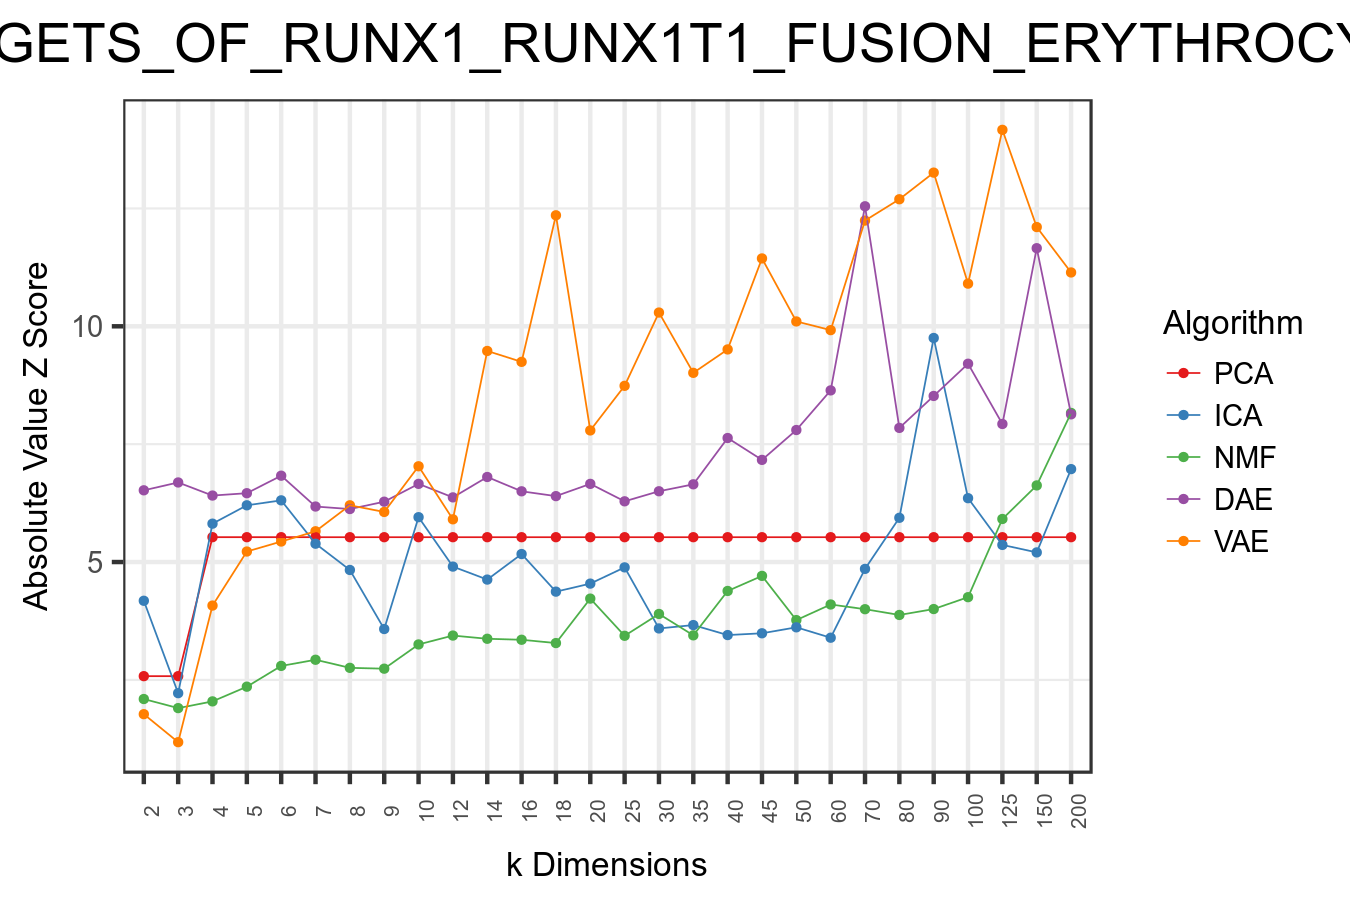 GETS_OF_RUNX1_RUNX1T1_FUSION_ERYTHROCY
Absolute Value Z Score
10
5
2 3 4 5 6 7 8 9 10 12 14 16 18 20 25 30 35 40 45 50 60 70 80 90 100 125 150 200
k Dimensions
Algorithm
PCA
ICA
NMF
DAE
VAE